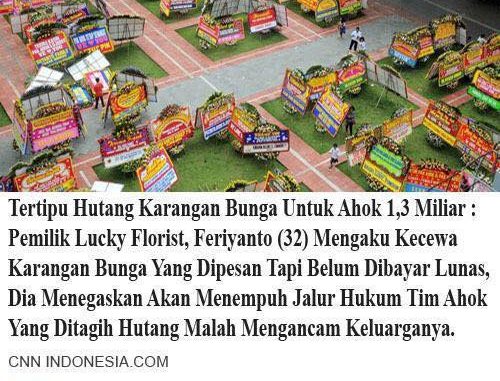 Tertipu Hutang Karangan Bunga Untuk Ahok 1,3 Miliar :
Pemilik Lucky Florist, Feriyanto (32) Mengaku Kecewa
Karangan Bunga Yang Dipesan Tapi Belum Dibayar Lunas,
Dia Menegaskan Akan Menempuh Jalur Hukum Tim Ahok
Yang Ditagih Hutang Malah Mengancam Keluarganya.
CNN INDONESIA.COM